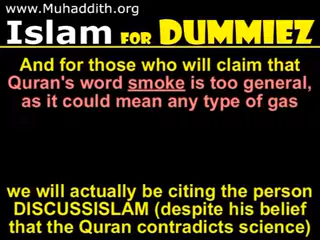 www.Muhaddith.org
Islam FOR DUMMIEZ
And for those who will claim that
Quran's word smoke is too general,
as it could mean any type of gas
we will actually be citing the person
DISCUSSISLAM (despite his belief
that the Quran contradicts science)